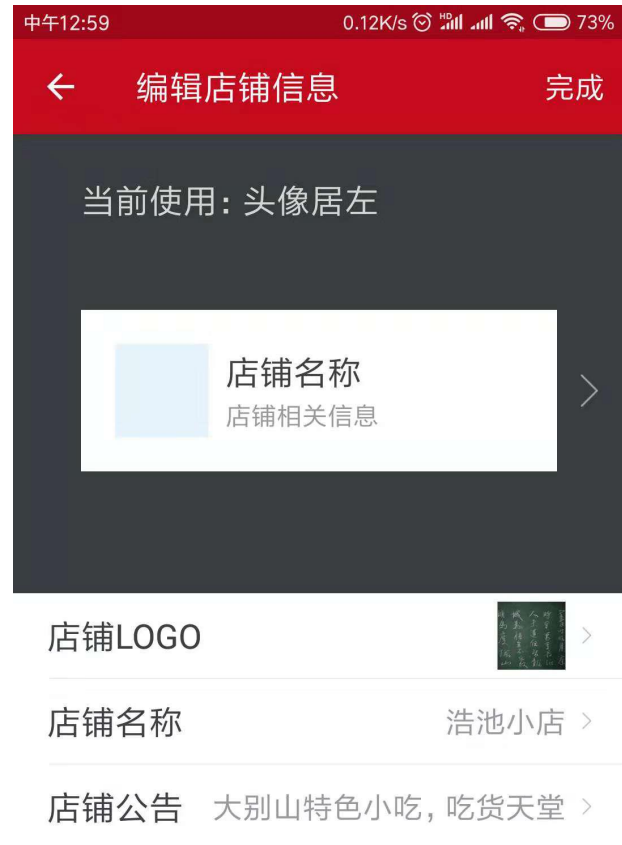 中午12:59 0.12K/s HD 73%
编辑店铺信息 完成
当前使用：头像居左
店铺名称
店铺相关信息
店铺LOGO
店铺名称 浩池小店
店铺公告 大别山特色小吃，吃货天堂